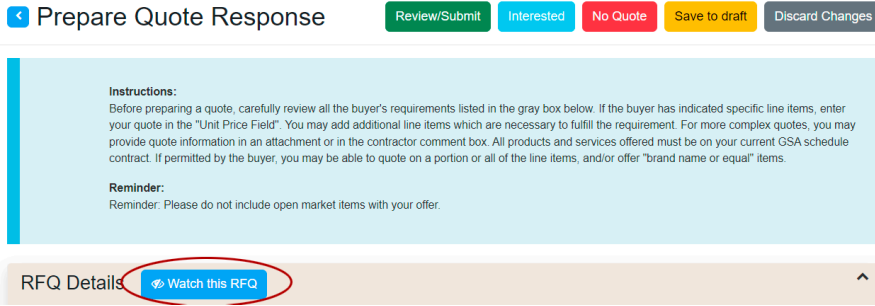 Prepare Quote Response
Review/Submit
Interested
No Quote
Save to draft
Discard Changes
Instructions:
Before preparing a quote, carefully review all the buyer's requirements listed in the gray box below. If the buyer has indicated specific line items, enter
your quote in the "Unit Price Field". You may add additional line items which are necessary to fulfill the requirement. For more complex quotes, you may
provide quote information in an attachment or in the contractor comment box. All products and services offered must be on your current GSA schedule
contract. If permitted by the buyer, you may be able to quote on a portion or all of the line items, and/or offer "brand name or equal" items.
Reminder:
Reminder: Please do not include open market items with your offer.
RFQ Details
Watch this RFQ